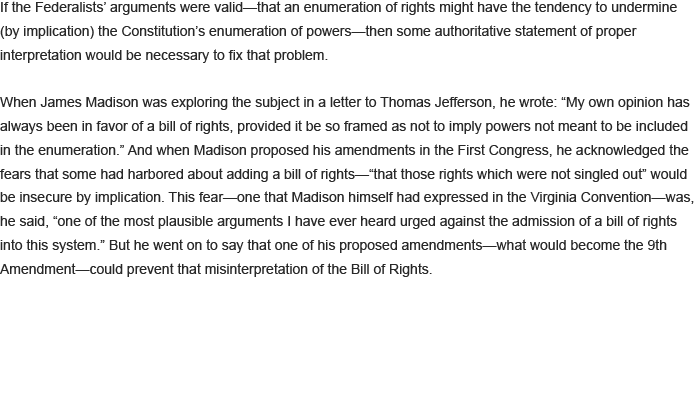 If the Federalists’ arguments were valid—that an enumeration of rights might have the tendency to undermine
(by implication) the Constitution’s enumeration of powers—then some authoritative statement of proper
interpretation would be necessary to fix that problem.
When James Madison was exploring the subject in a letter to Thomas Jefferson, he wrote: “My own opinion has
always been in favor of a bill of rights, provided it be so framed as not to imply powers not meant to be included
in the enumeration.” And when Madison proposed his amendments in the First Congress, he acknowledged the
fears that some had harbored about adding a bill of rights—“that those rights which were not singled out” would
be insecure by implication. This fear—one that Madison himself had expressed in the Virginia Convention—was,
he said, “one of the most plausible arguments I have ever heard urged against the admission of a bill of rights
into this system.” But he went on to say that one of his proposed amendments—what would become the 9th
Amendment—could prevent that misinterpretation of the Bill of Rights.